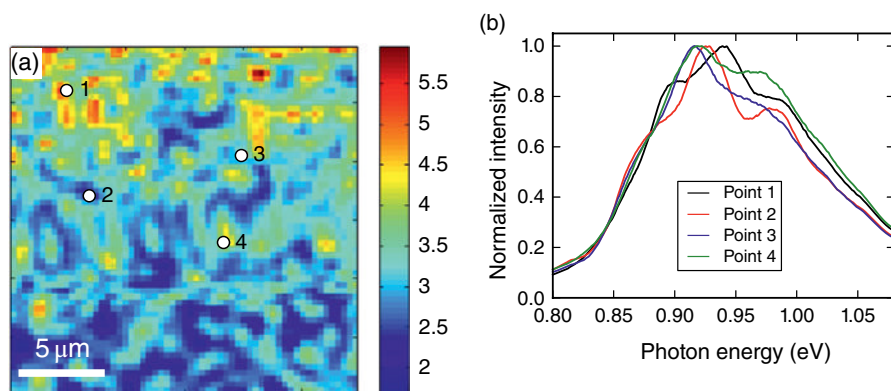 (a)
1
2
3
4
5 μm
5.5
5
4.5
4
3.5
3
2.5
2
(b)
Normalized intensity
1.0
0.8
0.6
0.4
0.2
0.0
Point 1
Point 2
Point 3
Point 4
0.80
0.85
0.90
0.95
1.00
1.05
Photon energy (eV)